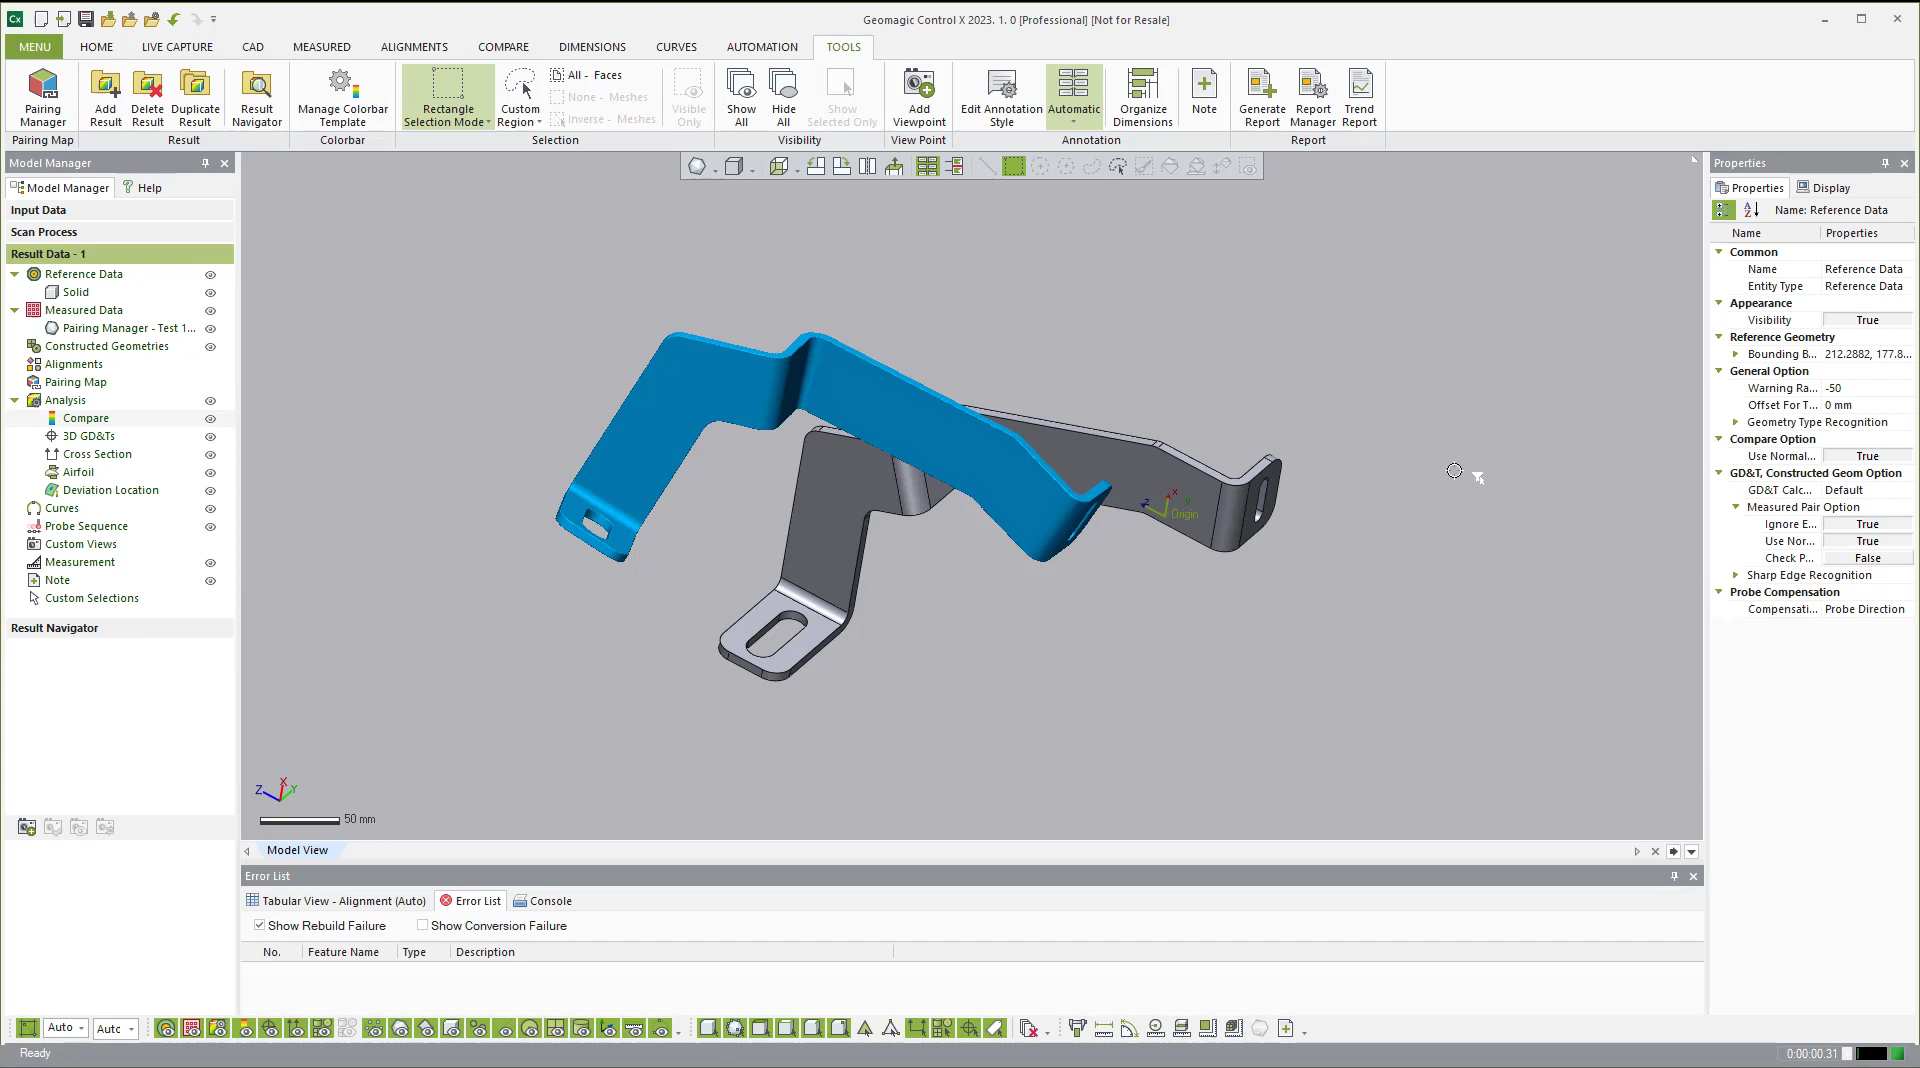 Cx
Geomagic Control X 2023. 1. 0 [Professional] [Not for Resale]
MENU HOME LIVE CAPTURE CAD MEASURED ALIGNMENTS COMPARE DIMENSIONS CURVES AUTOMATION TOOLS
Pairing Manager
Add Result
Delete Result
Duplicate Result
Result Navigator
Manage Colorbar Template
Rectangle Selection Mode
Custom Region
All - Faces
None - Meshes
Inverse - Meshes
Visible Only
Show All
Hide All
Show Selected Only
Add Viewpoint
Edit Annotation Style
Automatic
Organize Dimensions
Note
Generate Report
Report Manager
Trend Report
Pairing Map Result Colorbar Selection Visibility View Point Annotation Report
Model Manager
Model Manager Help
Input Data
Scan Process
Result Data - 1
Reference Data
Solid
Measured Data
Pairing Manager - Test 1...
Constructed Geometries
Alignments
Pairing Map
Analysis
Compare
3D GD&Ts
Cross Section
Airfoil
Deviation Location
Curves
Probe Sequence
Custom Views
Measurement
Note
Custom Selections
Result Navigator
X
Y
Z
Origin
Z X Y
50 mm
Model View
Error List
Tabular View - Alignment (Auto) Error List Console
Show Rebuild Failure Show Conversion Failure
No. Feature Name Type Description
Properties
Properties Display
A Z Name: Reference Data
Name Properties
Common
Name Reference Data
Entity Type Reference Data
Appearance
Visibility True
Reference Geometry
Bounding B... 212.2882, 177.8...
General Option
Warning Ra... -50
Offset For T... 0 mm
Geometry Type Recognition
Compare Option
Use Normal... True
GD&T, Constructed Geom Option
GD&T Calc... Default
Measured Pair Option
Ignore E... True
Use Nor... True
Check P... False
Sharp Edge Recognition
Probe Compensation
Compensati... Probe Direction
Auto Autc
Ready
0:00:00.31